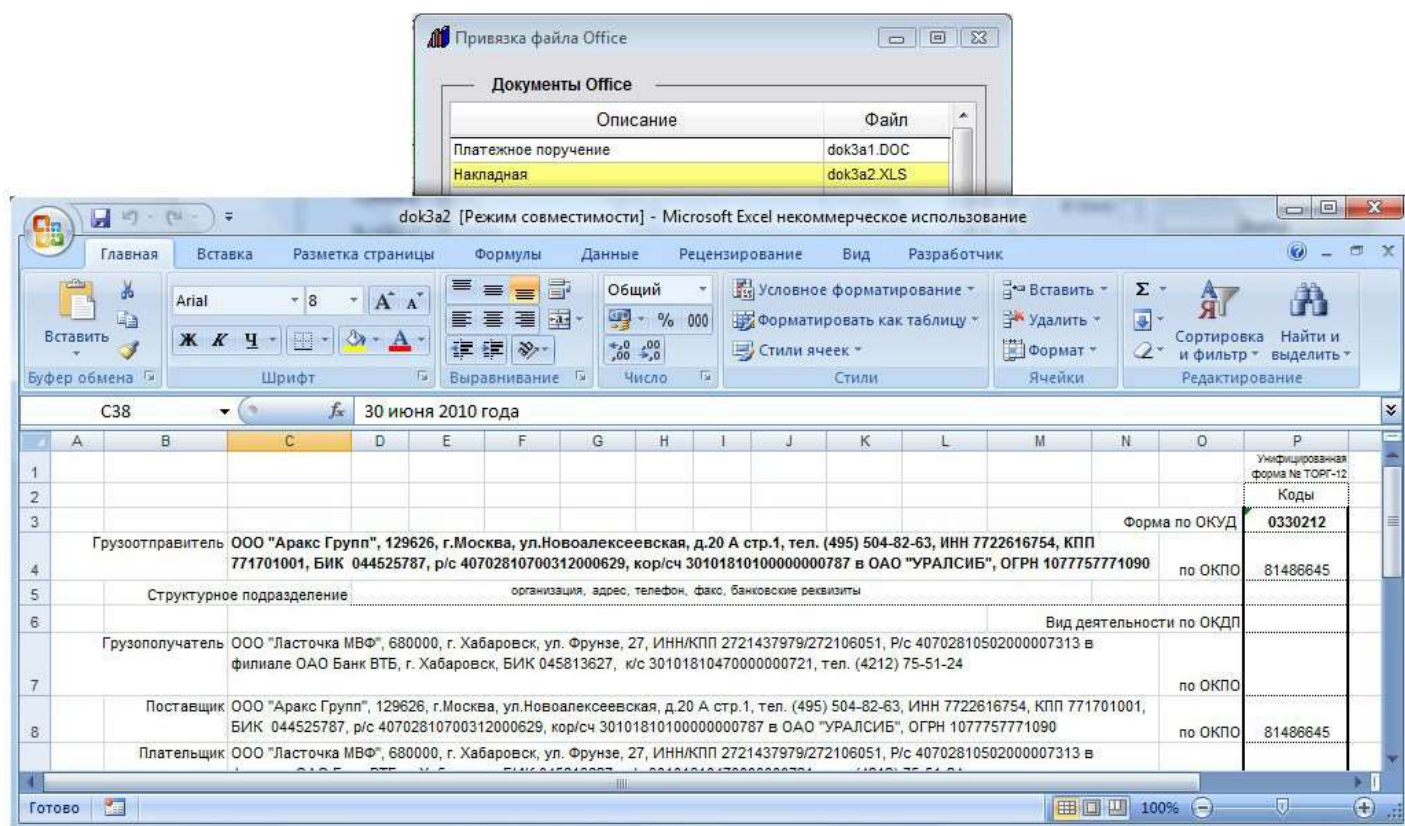 Привязка файла Office
Документы Office
Описание Файл
Платежное поручение dok3a1.DOC
Накладная dok3a2.XLS
dok3a2 [Режим совместимости] - Microsoft Excel некоммерческое использование
Главная Вставка Разметка страницы Формулы Данные Рецензирование Вид Разработчик
Вставить
Arial 8
Ж К Ч
Общий
% 000
Условное форматирование
Форматировать как таблицу
Стили ячеек
Вставить
Удалить
Формат
Σ
Сортировка и фильтр
Найти и выделить
Буфер обмена Шрифт Выравнивание Число Стили Ячейки Редактирование
C38 fx 30 июня 2010 года
A B C D E F G H I J K L M N O P
1 Унифицированная
форма № ТОРГ-12
2 Коды
3 Форма по ОКУД 0330212
Грузоотправитель ООО "Аракс Групп", 129626, г.Москва, ул.Новоалексеевская, д.20 А стр.1, тел. (495) 504-82-63, ИНН 7722616754, КПП
4 771701001, БИК 044525787, р/с 40702810700312000629, кор/сч 30101810100000000787 в ОАО "УРАЛСИБ", ОГРН 1077757771090 по ОКПО 81486645
5 Структурное подразделение организация, адрес, телефон, факс, банковские реквизиты
6 Вид деятельности по ОКДП
Грузополучатель ООО "Ласточка МВФ", 680000, г. Хабаровск, ул. Фрунзе, 27, ИНН/КПП 2721437979/272106051, Р/с 40702810502000007313 в
филиале ОАО Банк ВТБ, г. Хабаровск, БИК 045813627, к/с 30101810470000000721, тел. (4212) 75-51-24
7 по ОКПО
Поставщик ООО "Аракс Групп", 129626, г.Москва, ул.Новоалексеевская, д.20 А стр.1, тел. (495) 504-82-63, ИНН 7722616754, КПП 771701001,
8 БИК 044525787, р/с 40702810700312000629, кор/сч 30101810100000000787 в ОАО "УРАЛСИБ", ОГРН 1077757771090 по ОКПО 81486645
Плательщик ООО "Ласточка МВФ", 680000, г. Хабаровск, ул. Фрунзе, 27, ИНН/КПП 2721437979/272106051, Р/с 40702810502000007313 в
Готово 100%